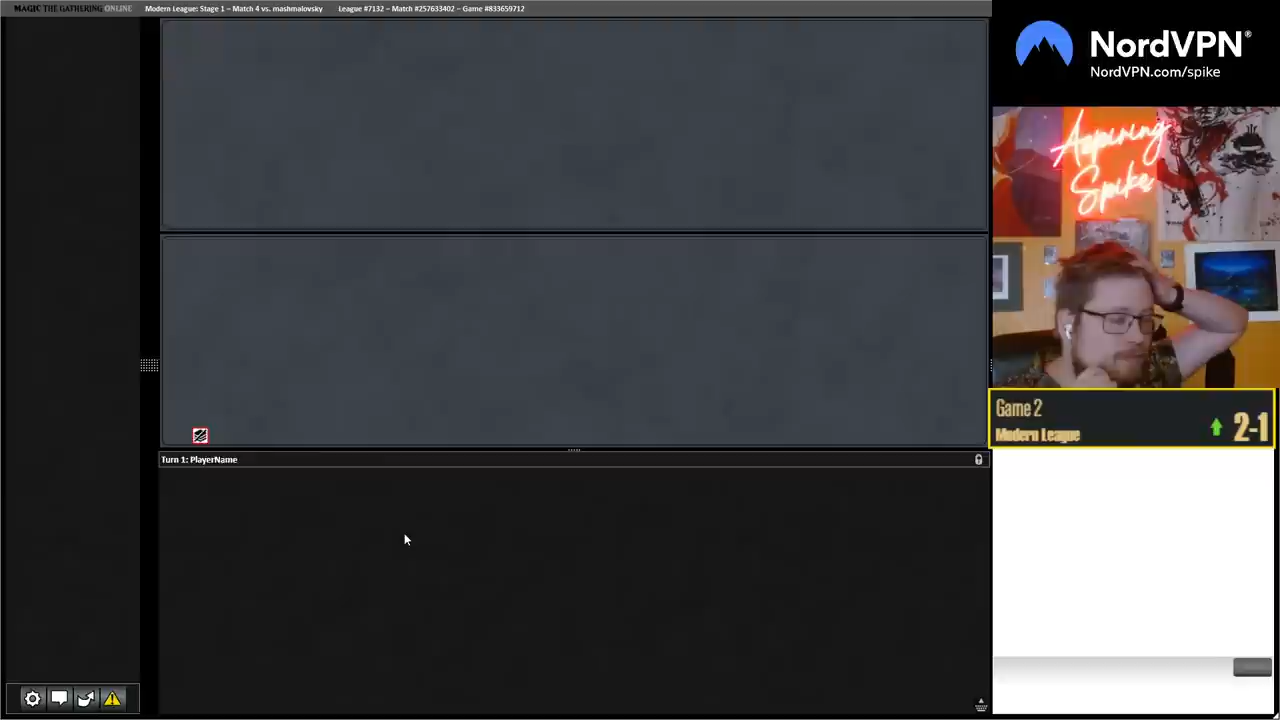 MAGIC THE GATHERING ONLINE
Modern League: Stage 1 – Match 4 vs. mashmalovsky
League #7132 – Match #257633402 – Game #833659712
NordVPN®
NordVPN.com/spike
Aspiring
Spike
Game 2
Modern League
2-1
Turn 1: PlayerName